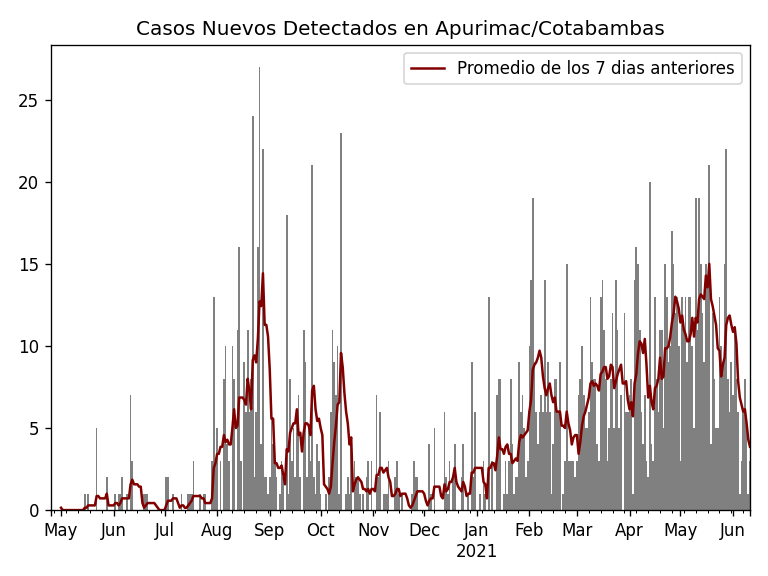 Casos Nuevos Detectados en Apurimac/Cotabambas
Promedio de los 7 dias anteriores
25
20
15
10
5
0
May Jun Jul Aug Sep Oct Nov Dec Jan Feb Mar Apr May Jun
2021